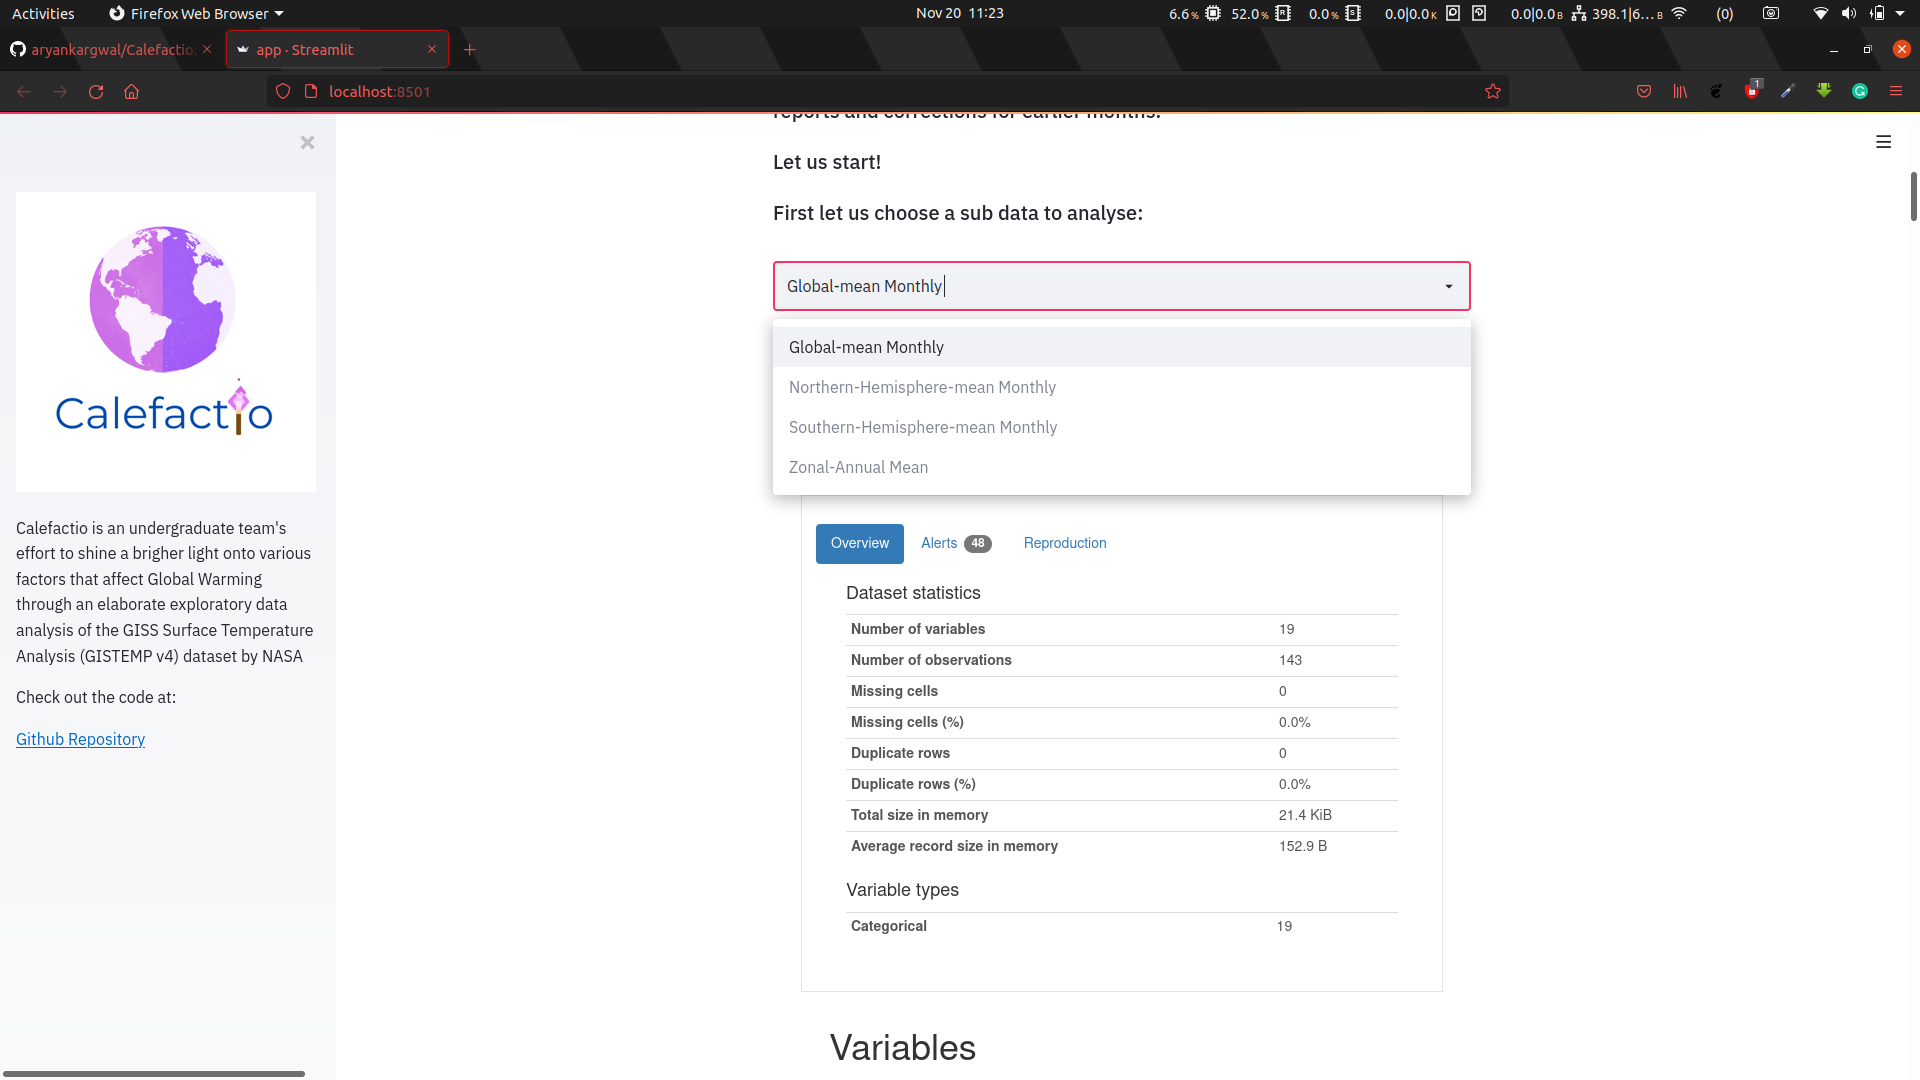 Activities
Firefox Web Browser
Nov 20 11:23
6.6% 52.0% 0.0% 0.0|0.0K 0.0|0.0B 398.1|6... B (0)
aryankargwal/Calefactio:
app · Streamlit
localhost:8501
1
reports and corrections for earlier months.
Let us start!
First let us choose a sub data to analyse:
Global-mean Monthly
Global-mean Monthly
Northern-Hemisphere-mean Monthly
Southern-Hemisphere-mean Monthly
Zonal-Annual Mean
Calefactio
Calefactio is an undergraduate team's
effort to shine a brigher light onto various
factors that affect Global Warming
through an elaborate exploratory data
analysis of the GISS Surface Temperature
Analysis (GISTEMP v4) dataset by NASA
Check out the code at:
Github Repository
Overview Alerts 48 Reproduction
Dataset statistics
Number of variables 19
Number of observations 143
Missing cells 0
Missing cells (%) 0.0%
Duplicate rows 0
Duplicate rows (%) 0.0%
Total size in memory 21.4 KiB
Average record size in memory 152.9 B
Variable types
Categorical 19
Variables